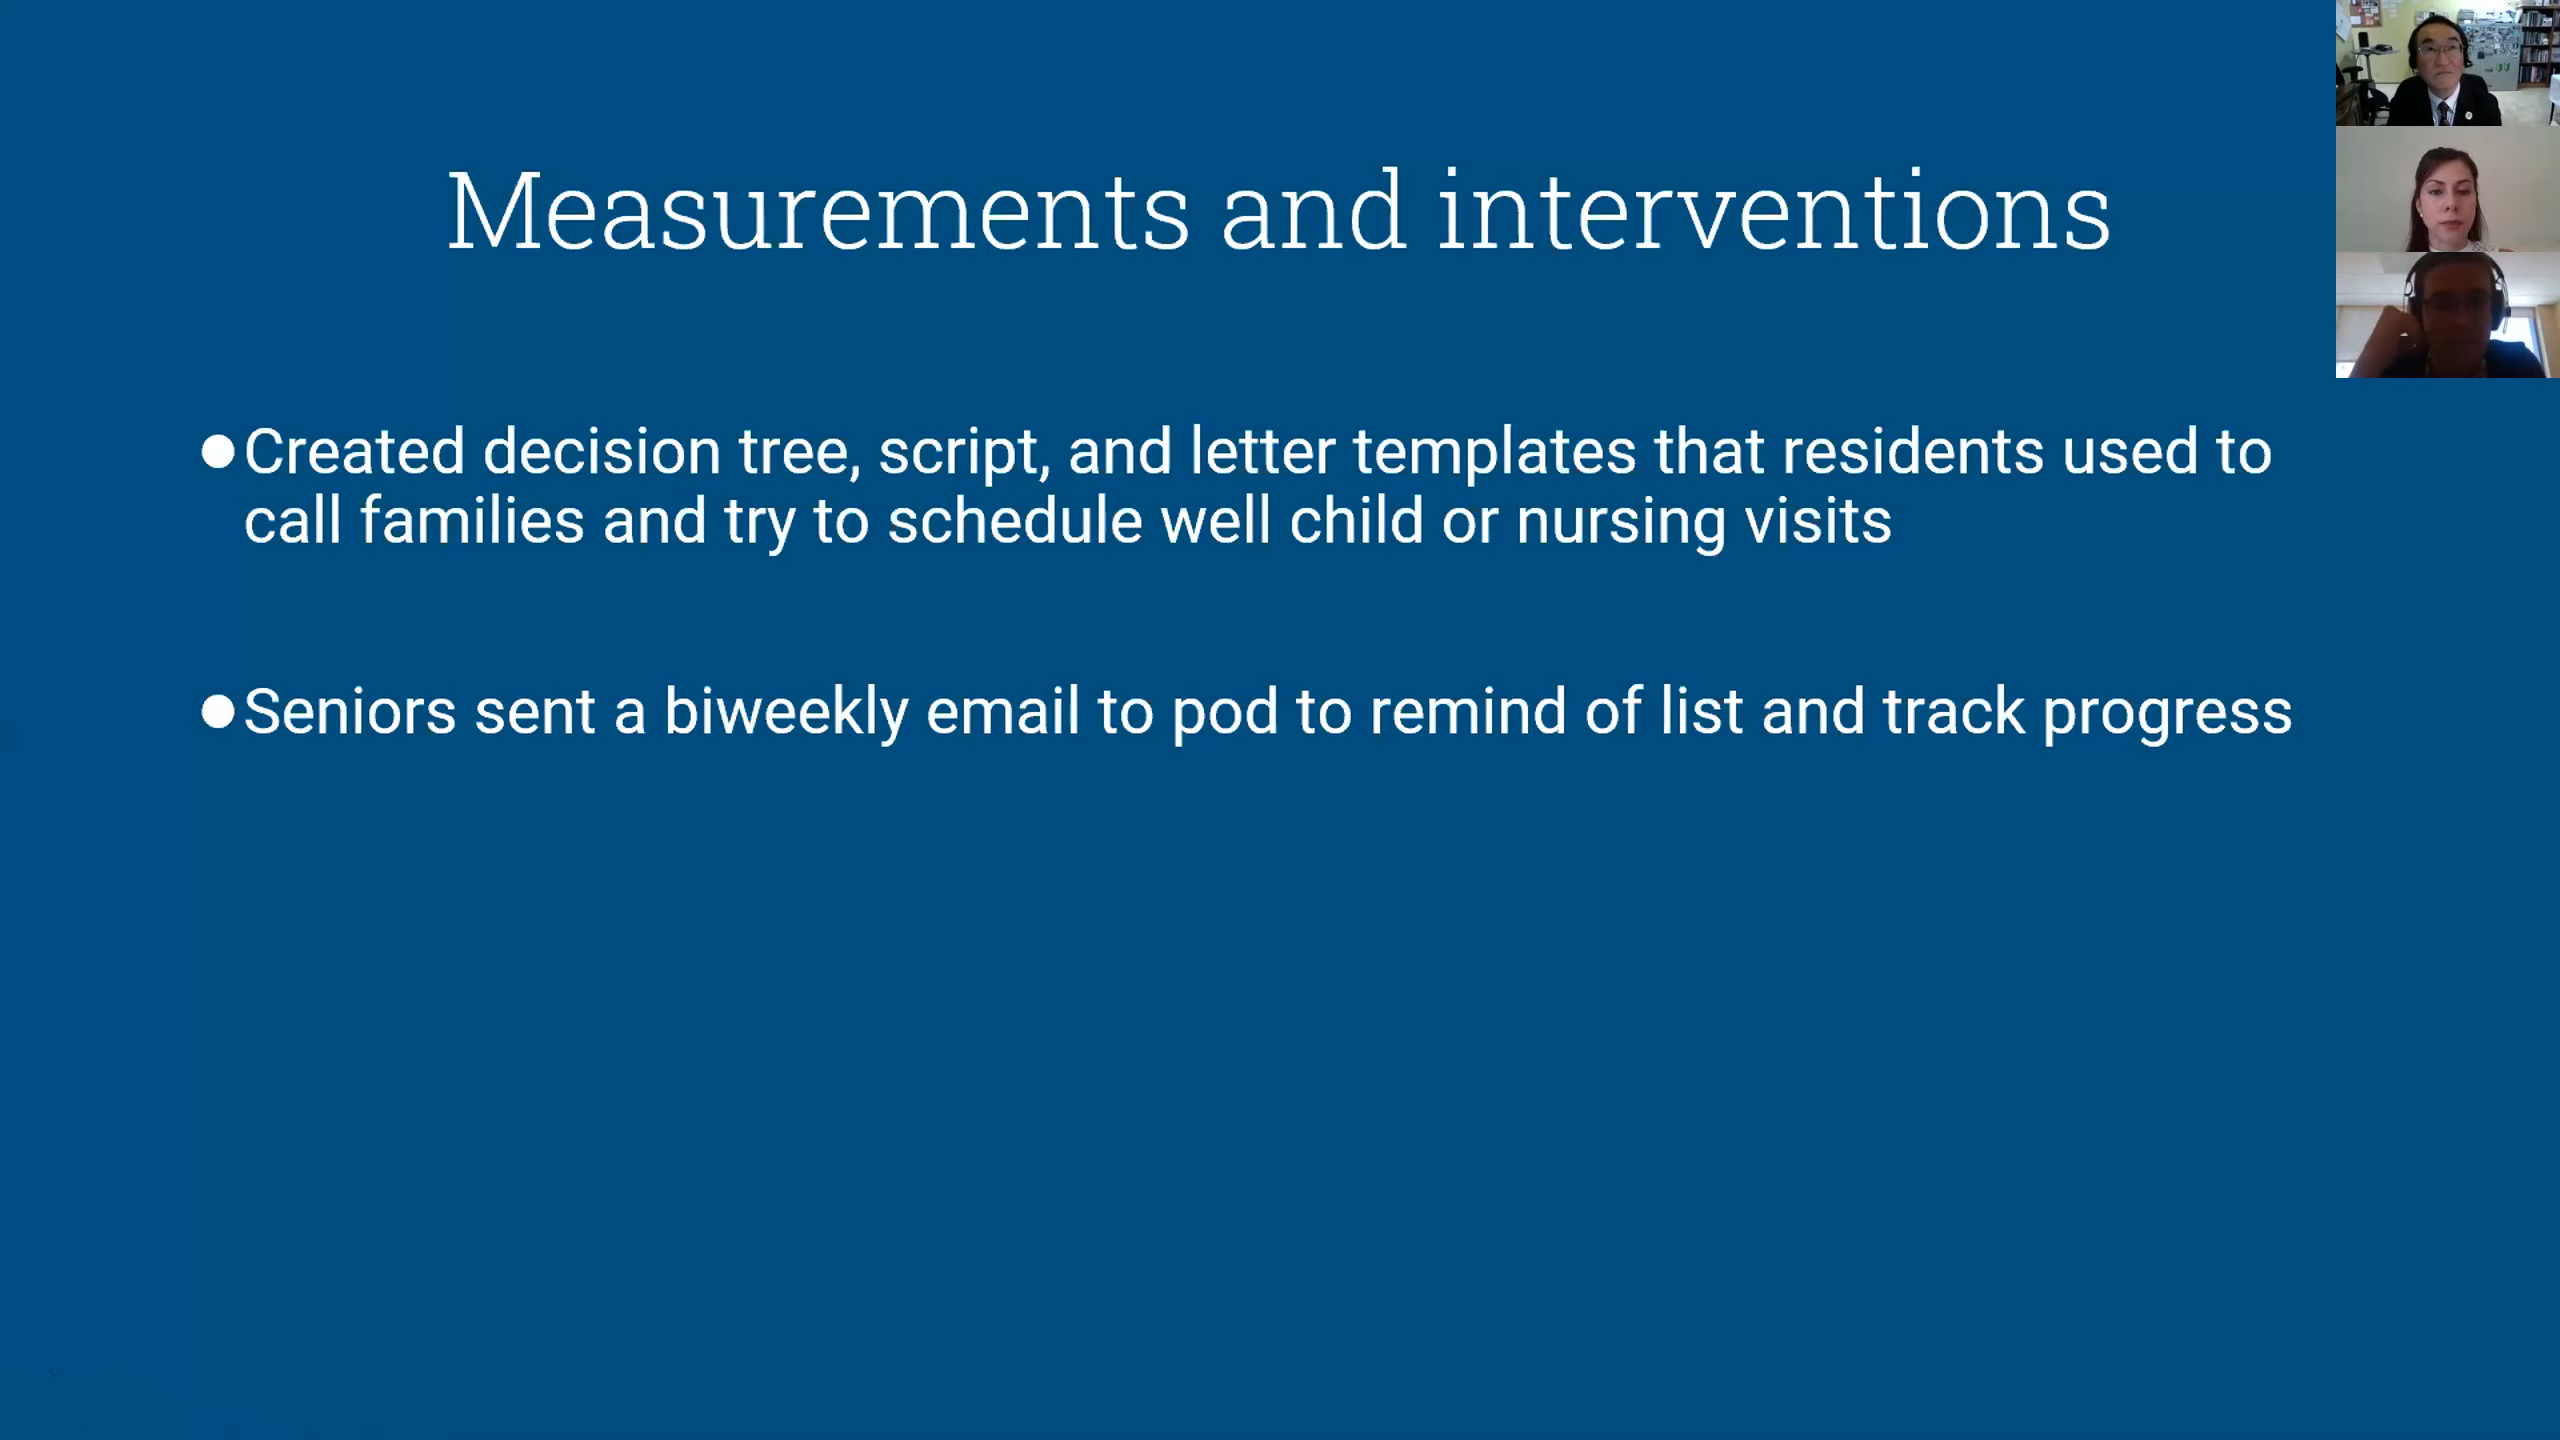 Measurements and interventions
●Created decision tree, script, and letter templates that residents used to
call families and try to schedule well child or nursing visits
●Seniors sent a biweekly email to pod to remind of list and track progress